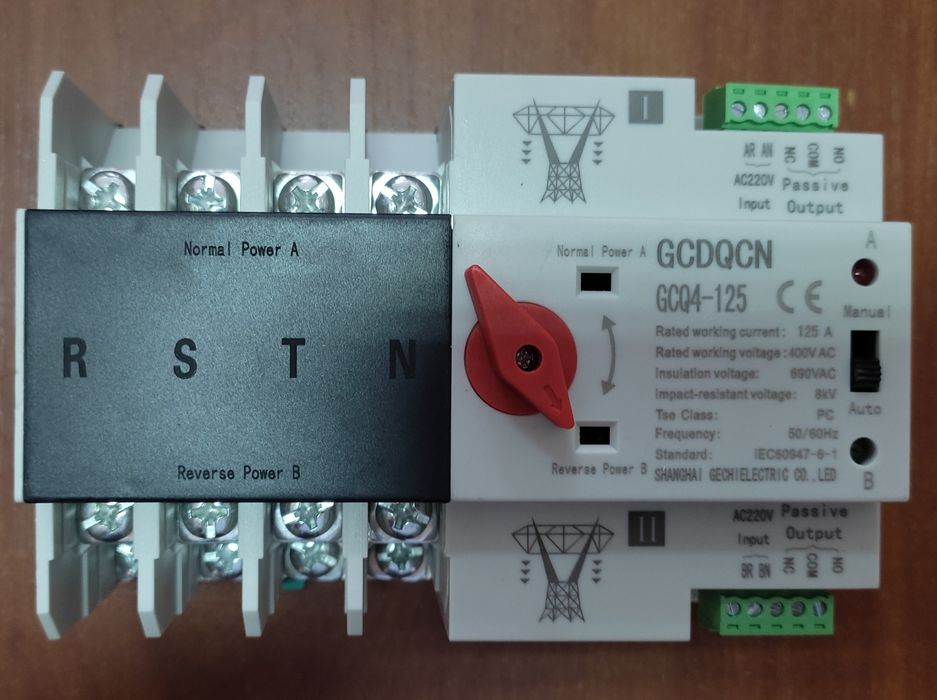 I
AR AN
NC
COM
NO
AC220V
Passive
Input
Output
Normal Power A
R S T N
Reverse Power B
Normal Power A
Reverse Power B
GCDQCN
GCQ4-125 CE
Rated working current: 125 A
Rated working voltage: 400V AC
Insulation voltage: 690VAC
Impact-resistant voltage: 8kV
Tse Class: PC
Frequency: 50/60Hz
Standard: IEC60947-6-1
SHANGHAI GECHIELECTRIC CO., LED
A
Manual
Auto
B
II
AC220V
Passive
Input
Output
BR BN
NC
COM
NO